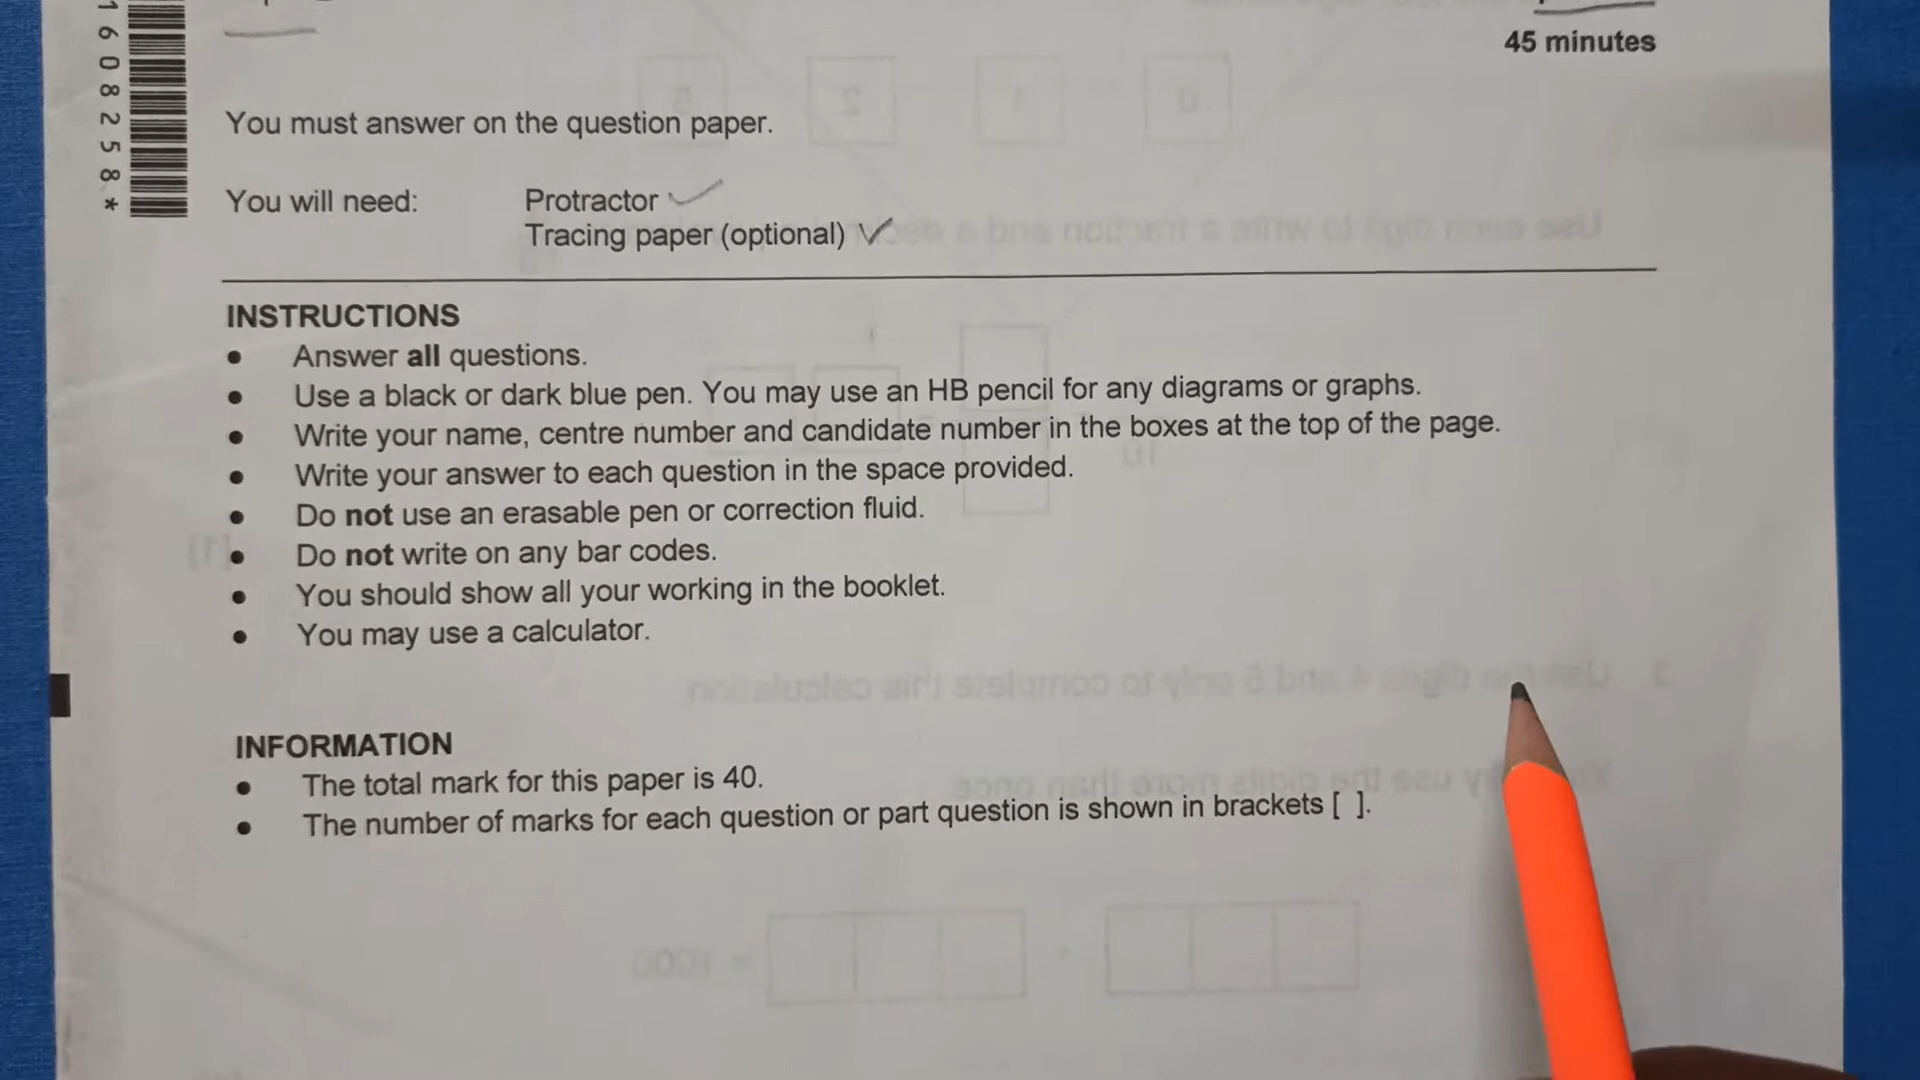 45 minutes
You must answer on the question paper.
You will need: Protractor
Tracing paper (optional)
INSTRUCTIONS
• Answer all questions.
• Use a black or dark blue pen. You may use an HB pencil for any diagrams or graphs.
• Write your name, centre number and candidate number in the boxes at the top of the page.
• Write your answer to each question in the space provided.
• Do not use an erasable pen or correction fluid.
• Do not write on any bar codes.
• You should show all your working in the booklet.
• You may use a calculator.
INFORMATION
• The total mark for this paper is 40.
• The number of marks for each question or part question is shown in brackets [ ].
1608258*